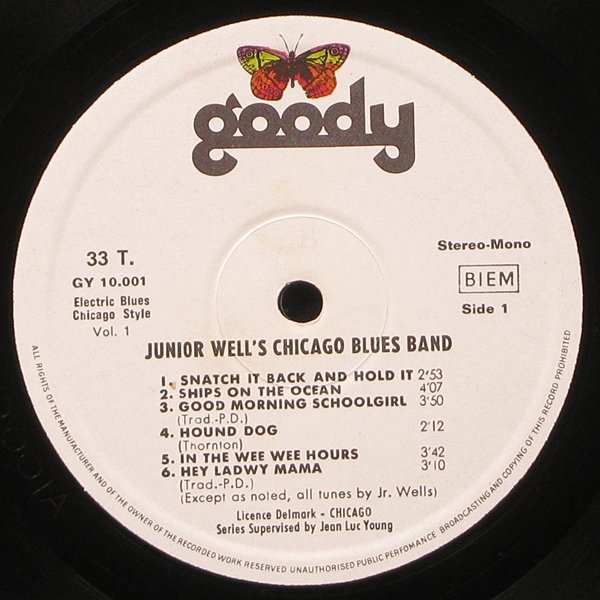 goody
33 T.
GY 10.001
Electric Blues
Chicago Style
Vol. 1
Stereo-Mono
BIEM
Side 1
JUNIOR WELL'S CHICAGO BLUES BAND
1. SNATCH IT BACK AND HOLD IT 2'53
2. SHIPS ON THE OCEAN 4'07
3. GOOD MORNING SCHOOLGIRL 3'50
(Trad.-P.D.)
4. HOUND DOG 2'12
(Thornton)
5. IN THE WEE WEE HOURS 3'42
6. HEY LADWY MAMA 3'10
(Trad.-P.D.)
(Except as noted, all tunes by Jr. Wells)
Licence Delmark - CHICAGO
Series Supervised by Jean Luc Young
ALL RIGHTS OF THE MANUFACTURER AND OF THE OWNER OF THE RECORDED WORK RESERVED UNAUTHORISED PUBLIC PERFOMANCE BROADCASTING AND COPYING OF THIS RECORD PROHIBITED